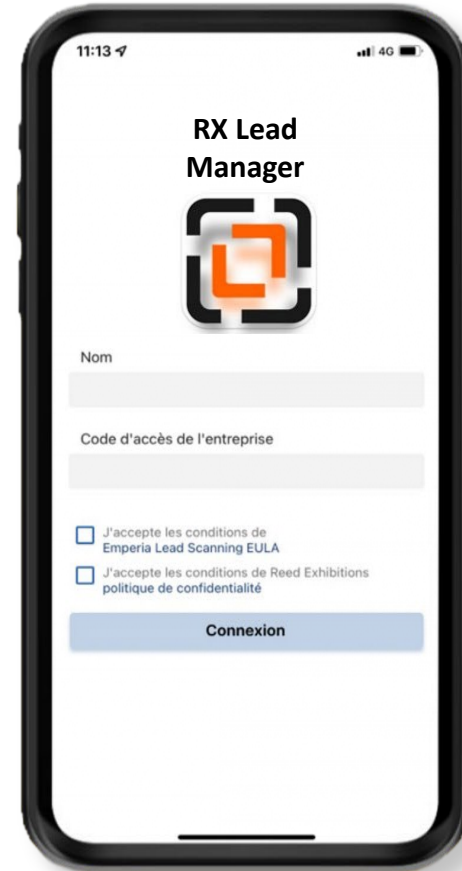 11:13
4G
RX Lead
Manager
Nom
Code d'accès de l'entreprise
J'accepte les conditions de
Emperia Lead Scanning EULA
J'accepte les conditions de Reed Exhibitions
politique de confidentialité
Connexion